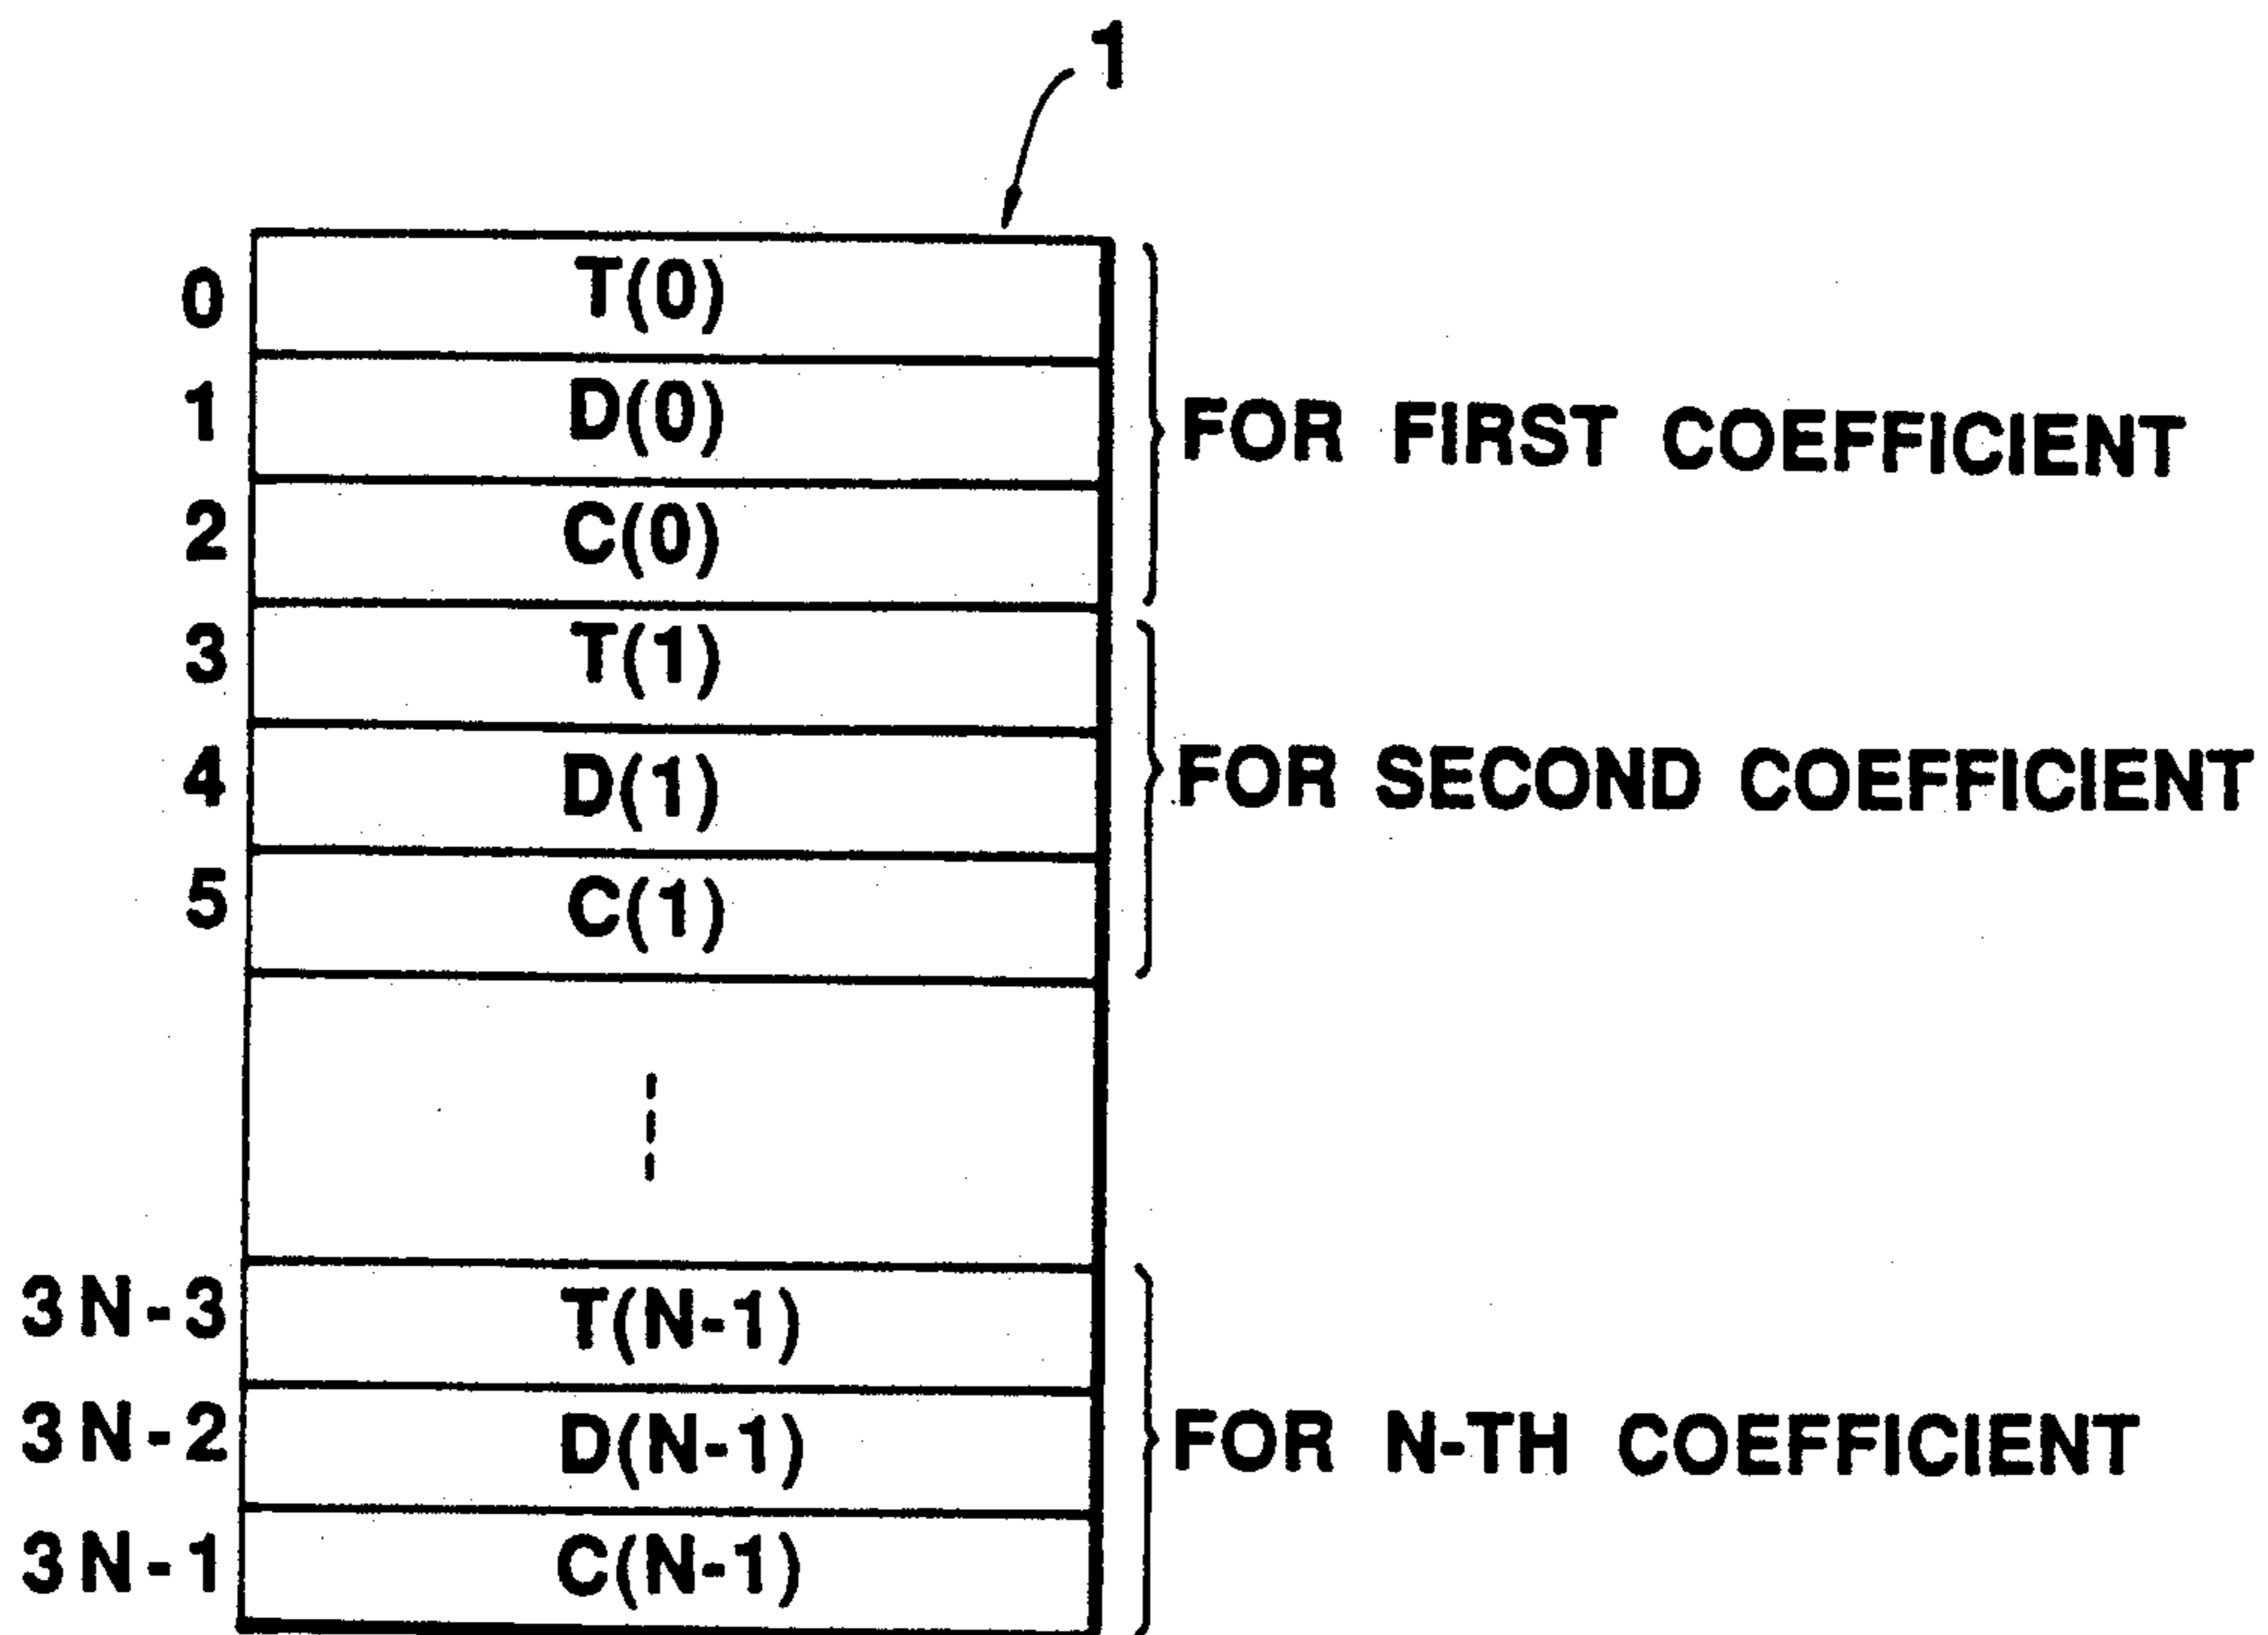 1
0 T(0)
1 D(0)
FOR FIRST COEFFICIENT
2 C(0)
3 T(1)
4 D(1)
FOR SECOND COEFFICIENT
5 C(1)
3N-3 T(N-1)
3N-2 D(N-1)
FOR N-TH COEFFICIENT
3N-1 C(N-1)